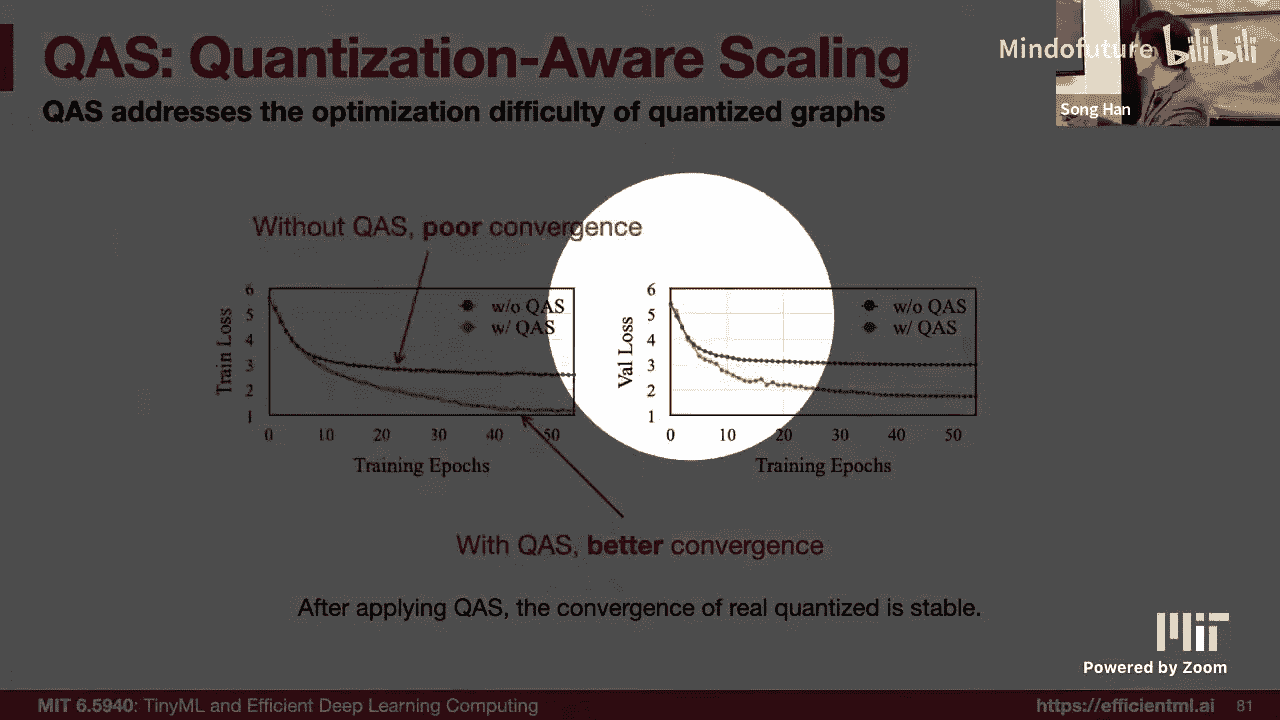 QAS: Quantization-Aware Scaling
Mindofuture bilibili
QAS addresses the optimization difficulty of quantized graphs
Song Han
Without QAS, poor convergence
6
5
4
3
2
1
Train Loss
w/o QAS
w/ QAS
0 10 20 30 40 50
Training Epochs
6
5
4
3
2
1
Val Loss
w/o QAS
w/ QAS
0 10 20 30 40 50
Training Epochs
With QAS, better convergence
After applying QAS, the convergence of real quantized is stable.
MIT
Powered by Zoom
MIT 6.5940: TinyML and Efficient Deep Learning Computing
https://efficientml.ai 81